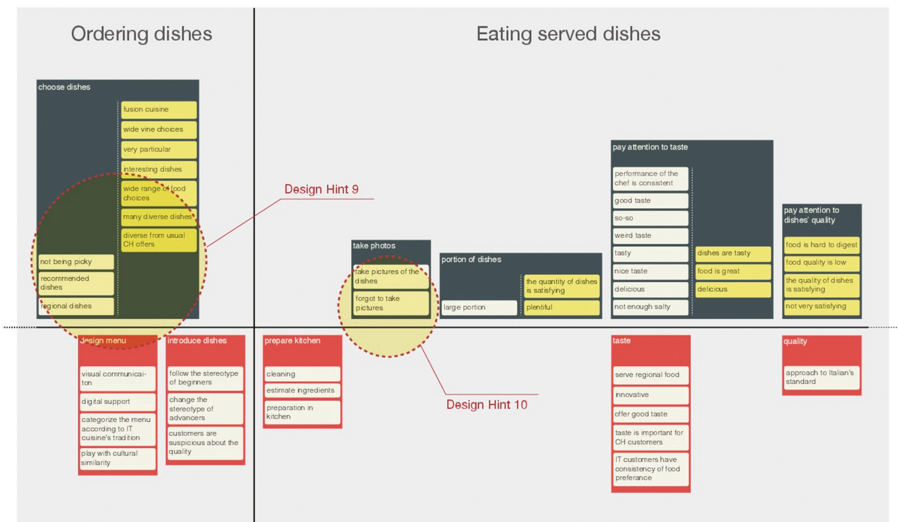 Ordering dishes
Eating served dishes
choose dishes
fusion cuisine
wide vine choices
very particular
interesting dishes
wide range of food
choices
many diverse dishes
diverse from usual
CH offers
not being picky
recommended
dishes
regional dishes
Design Hint 9
take photos
take pictures of the
dishes
forgot to take
pictures
portion of dishes
large portion
the quantity of dishes
is satisfying
plentiful
pay attention to taste
performance of the
chef is consistent
good taste
so-so
weird taste
tasty
nice taste
delicious
not enough salty
dishes are tasty
food is great
delicious
pay attention to
dishes' quality
food is hard to digest
food quality is low
the quality of dishes
is satisfying
not very satisfying
design menu
visual communicai-
ton
digital support
categorize the menu
according to IT
cuisine's tradition
play with cultural
similarity
introduce dishes
follow the stereotype
of beginners
change the
stereotype of
advancers
customers are
suspicious about the
quality
prepare kitchen
cleaning
estimate ingredients
preparation in
kitchen
Design Hint 10
taste
serve regional food
innovative
offer good taste
taste is important for
CH customers
IT customers have
consistency of food
preferance
quality
approach to Italian's
standard